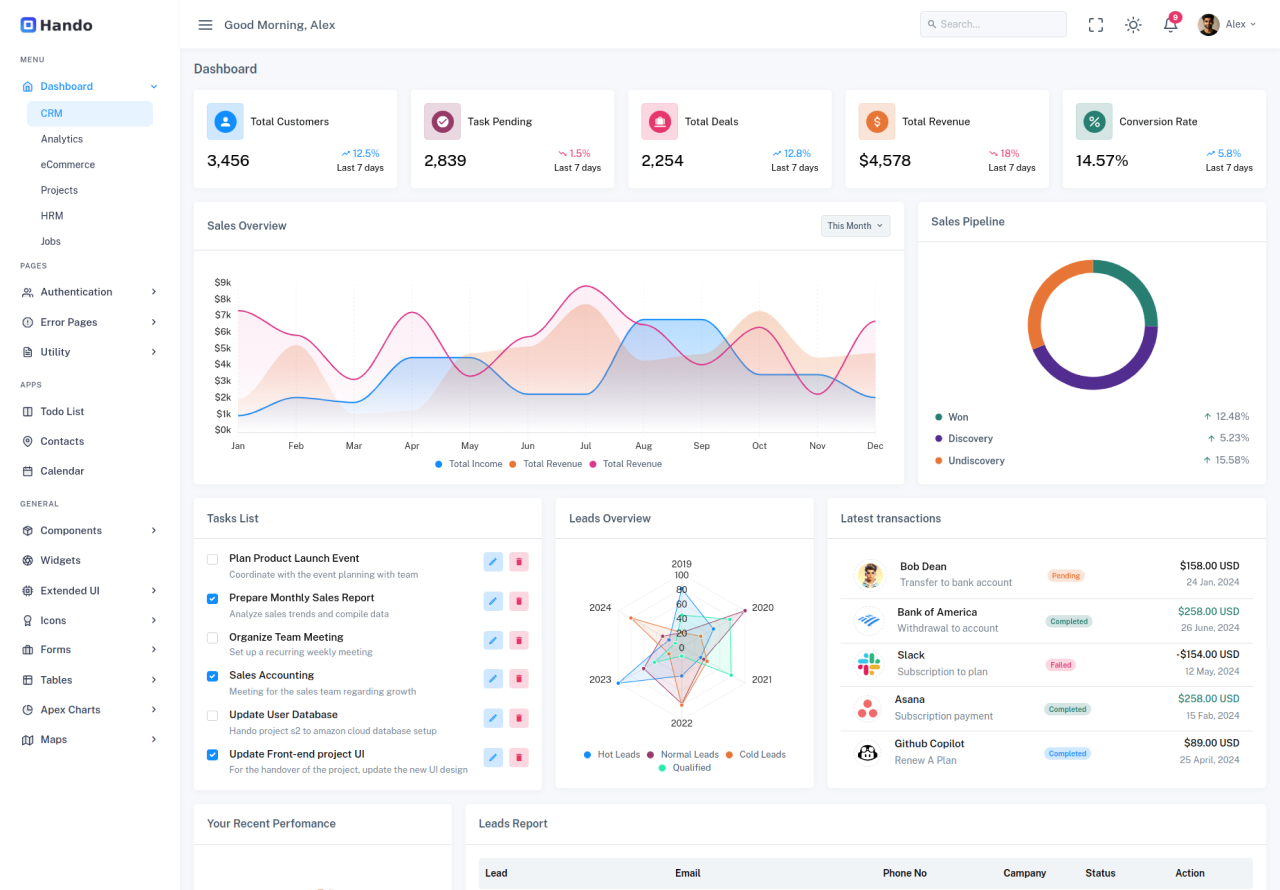 Hando
Good Morning, Alex
Search...
9
Alex
MENU
Dashboard
CRM
Analytics
eCommerce
Projects
HRM
Jobs
PAGES
Authentication
Error Pages
Utility
APPS
Todo List
Contacts
Calendar
GENERAL
Components
Widgets
Extended UI
Icons
Forms
Tables
Apex Charts
Maps
Dashboard
Total Customers
3,456
12.5%
Last 7 days
Task Pending
2,839
1.5%
Last 7 days
Total Deals
2,254
12.8%
Last 7 days
$
Total Revenue
$4,578
18%
Last 7 days
%
Conversion Rate
14.57%
5.8%
Last 7 days
Sales Overview
This Month
$9k
$8k
$7k
$6k
$5k
$4k
$3k
$2k
$1k
$0k
Jan Feb Mar Apr May Jun Jul Aug Sep Oct Nov Dec
Total Income Total Revenue Total Revenue
Sales Pipeline
Won 12.48%
Discovery 5.23%
Undiscovery 15.58%
Tasks List
Plan Product Launch Event
Coordinate with the event planning with team
Prepare Monthly Sales Report
Analyze sales trends and compile data
Organize Team Meeting
Set up a recurring weekly meeting
Sales Accounting
Meeting for the sales team regarding growth
Update User Database
Hando project s2 to amazon cloud database setup
Update Front-end project UI
For the handover of the project, update the new UI design
Leads Overview
2019
100
80
60
40
20
0
2020
2021
2022
2023
2024
Hot Leads Normal Leads Cold Leads
Qualified
Latest transactions
Bob Dean
Transfer to bank account
Pending
$158.00 USD
24 Jan, 2024
Bank of America
Withdrawal to account
Completed
$258.00 USD
26 June, 2024
Slack
Subscription to plan
Failed
-$154.00 USD
12 May, 2024
Asana
Subscription payment
Completed
$258.00 USD
15 Fab, 2024
Github Copilot
Renew A Plan
Completed
$89.00 USD
25 April, 2024
Your Recent Perfomance
Leads Report
Lead Email Phone No Company Status Action